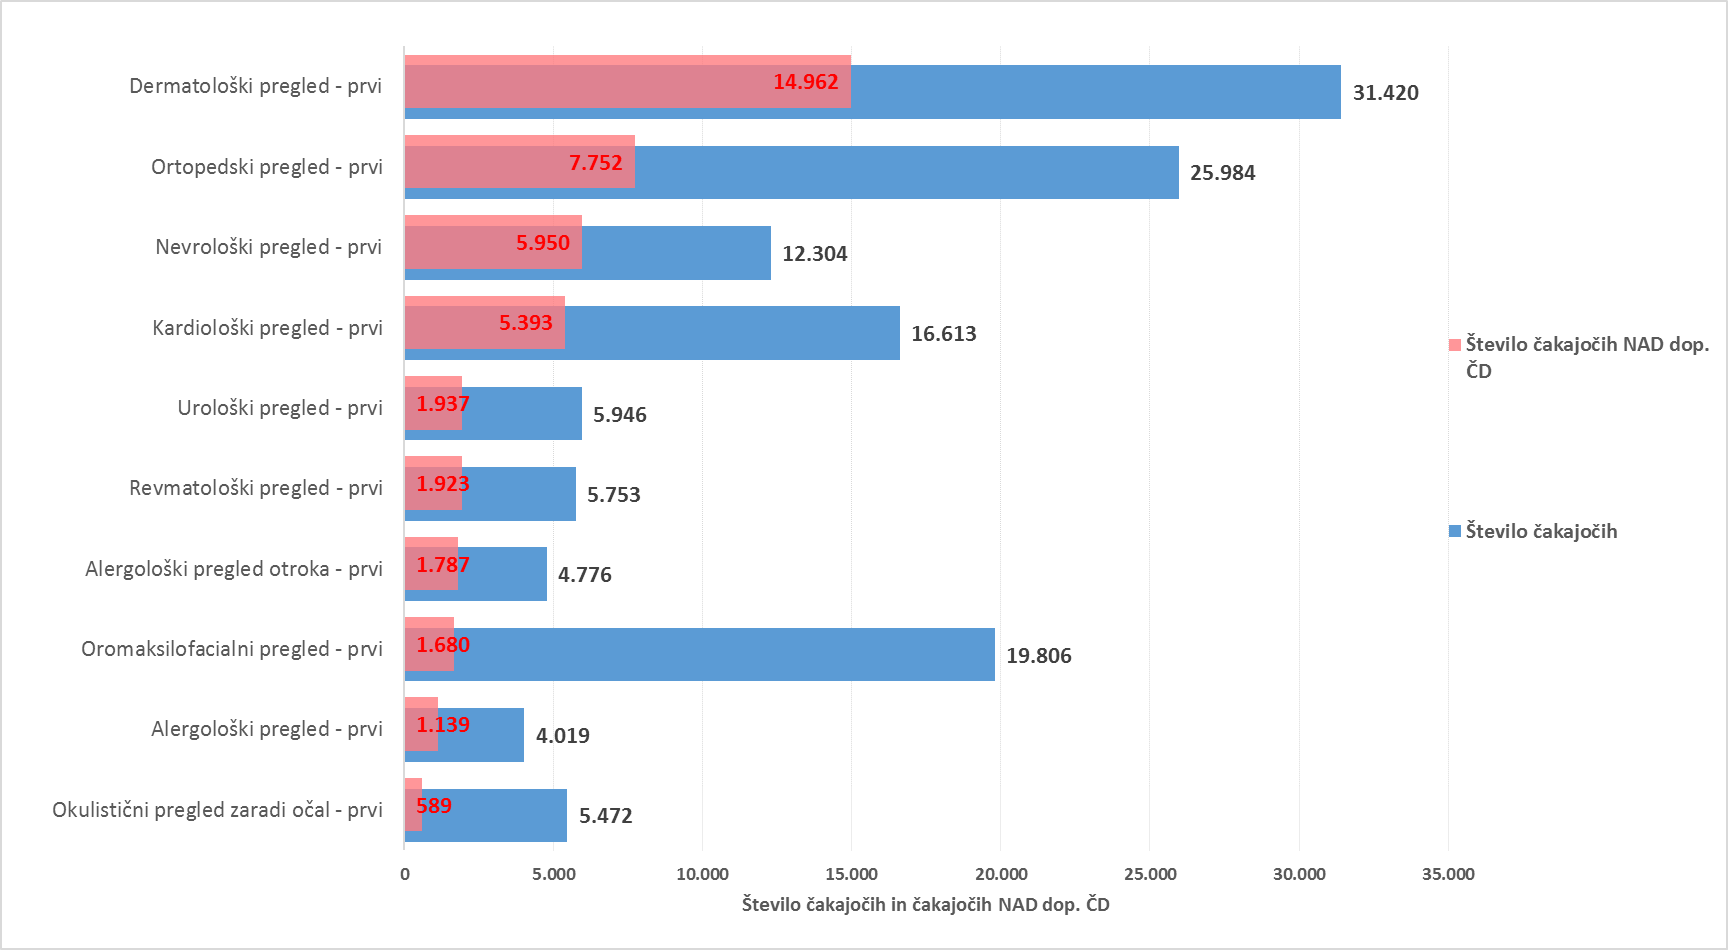 Dermatološki pregled - prvi
14.962
31.420
Ortopedski pregled - prvi
7.752
25.984
Nevrološki pregled - prvi
5.950
12.304
Kardiološki pregled - prvi
5.393
16.613
Urološki pregled - prvi
1.937
5.946
Revmatološki pregled - prvi
1.923
5.753
Alergološki pregled otroka - prvi
1.787
4.776
Oromaksilofacialni pregled - prvi
1.680
19.806
Alergološki pregled - prvi
1.139
4.019
Okulistični pregled zaradi očal - prvi
589
5.472
0 5.000 10.000 15.000 20.000 25.000 30.000 35.000
Število čakajočih in čakajočih NAD dop. ČD
Število čakajočih NAD dop.
ČD
Število čakajočih